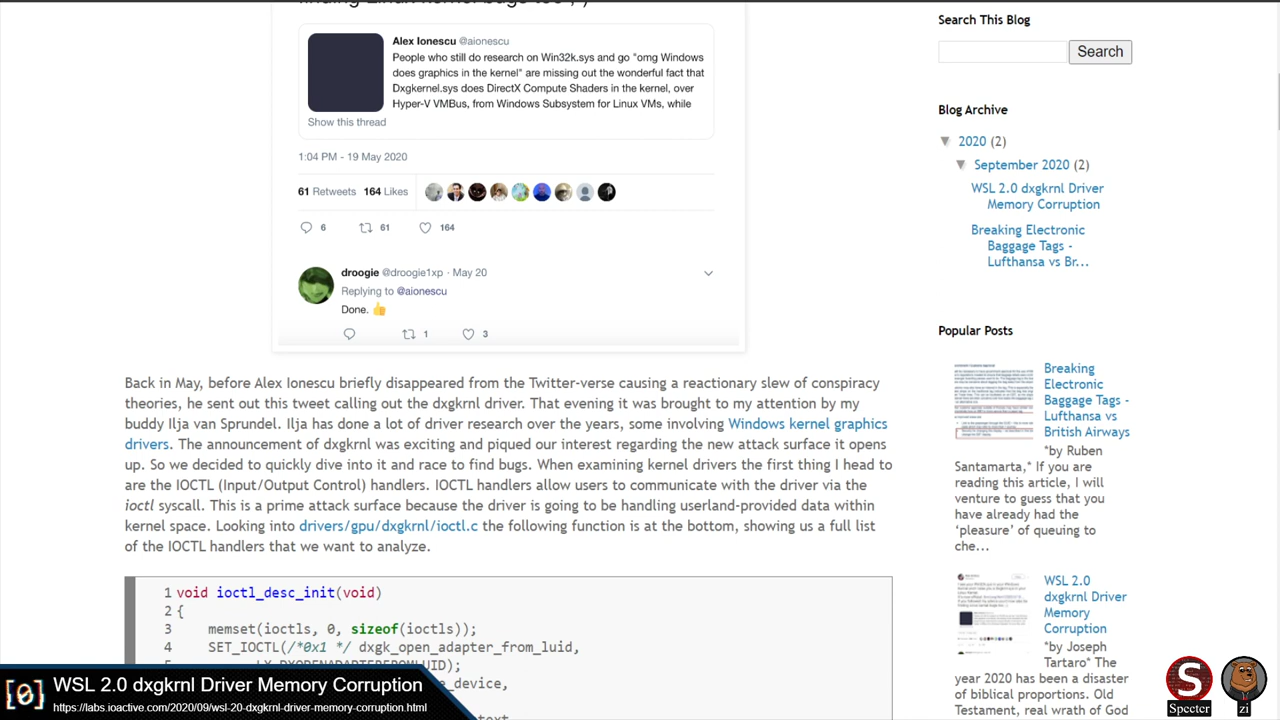 Alex Ionescu @aionescu
People who still do research on Win32k.sys and go "omg Windows
does graphics in the kernel" are missing out the wonderful fact that
Dxgkernel.sys does DirectX Compute Shaders in the kernel, over
Hyper-V VMBus, from Windows Subsystem for Linux VMs, while
Show this thread
1:04 PM - 19 May 2020
61 Retweets 164 Likes
6 61 164
droogie @droogie1xp · May 20
Replying to @aionescu
Done. 👍
1 3
Back in May, before
briefly disappeared from the Twitter-verse causing a reactionary slew of conspiracy
theories, he sent out this tweet calling out the dxgkrnl driver. That evening it was brought to my attention by my
buddy Ilja van Sprundel. Ilja has done a lot of driver research over the years, some involving Windows kernel graphics
drivers. The announcement of dxgkrnl was exciting and piqued our interest regarding the new attack surface it opens
up. So we decided to quickly dive into it and race to find bugs. When examining kernel drivers the first thing I head to
are the IOCTL (Input/Output Control) handlers. IOCTL handlers allow users to communicate with the driver via the
ioctl syscall. This is a prime attack surface because the driver is going to be handling userland-provided data within
kernel space. Looking into drivers/gpu/dxgkrnl/ioctl.c the following function is at the bottom, showing us a full list
of the IOCTL handlers that we want to analyze.
1 void ioctl_desc_init(void)
2 {
3 memset(ioctls, 0, sizeof(ioctls));
4 SET_IOCTL(/*0x1 */ dxgk_open_adapter_from_luid,
e_device,
Search This Blog
Search
Blog Archive
▼ 2020 (2)
▼ September 2020 (2)
WSL 2.0 dxgkrnl Driver
Memory Corruption
Breaking Electronic
Baggage Tags -
Lufthansa vs Br...
Popular Posts
Breaking
Electronic
Baggage Tags -
Lufthansa vs
British Airways
*by Ruben
Santamarta,* If you are
reading this article, I will
venture to guess that you
have already had the
‘pleasure’ of queuing to
che...
WSL 2.0
dxgkrnl Driver
Memory
Corruption
*by Joseph
Tartaro* The
year 2020 has been a disaster
of biblical proportions. Old
Testament, real wrath of God
[0] WSL 2.0 dxgkrnl Driver Memory Corruption
https://labs.ioactive.com/2020/09/wsl-20-dxgkrnl-driver-memory-corruption.html
S
Specter
zi